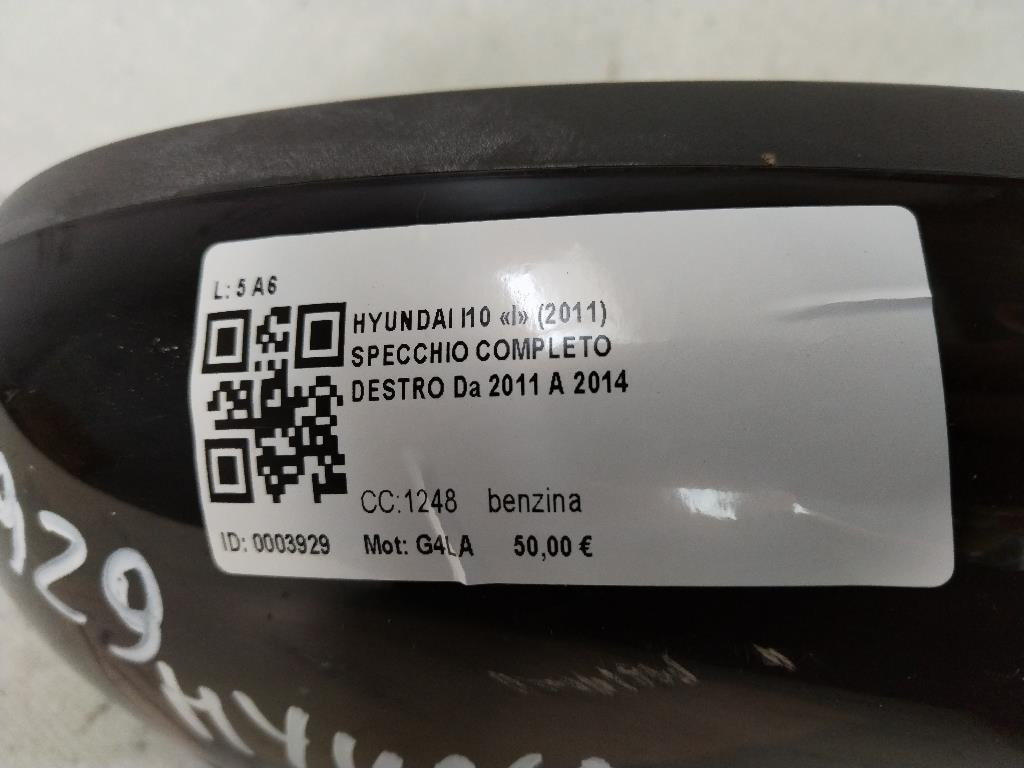 L: 5 A6
HYUNDAI I10 «I» (2011)
SPECCHIO COMPLETO
DESTRO Da 2011 A 2014
CC:1248 benzina
ID: 0003929 Mot: G4LA 50,00 €
929